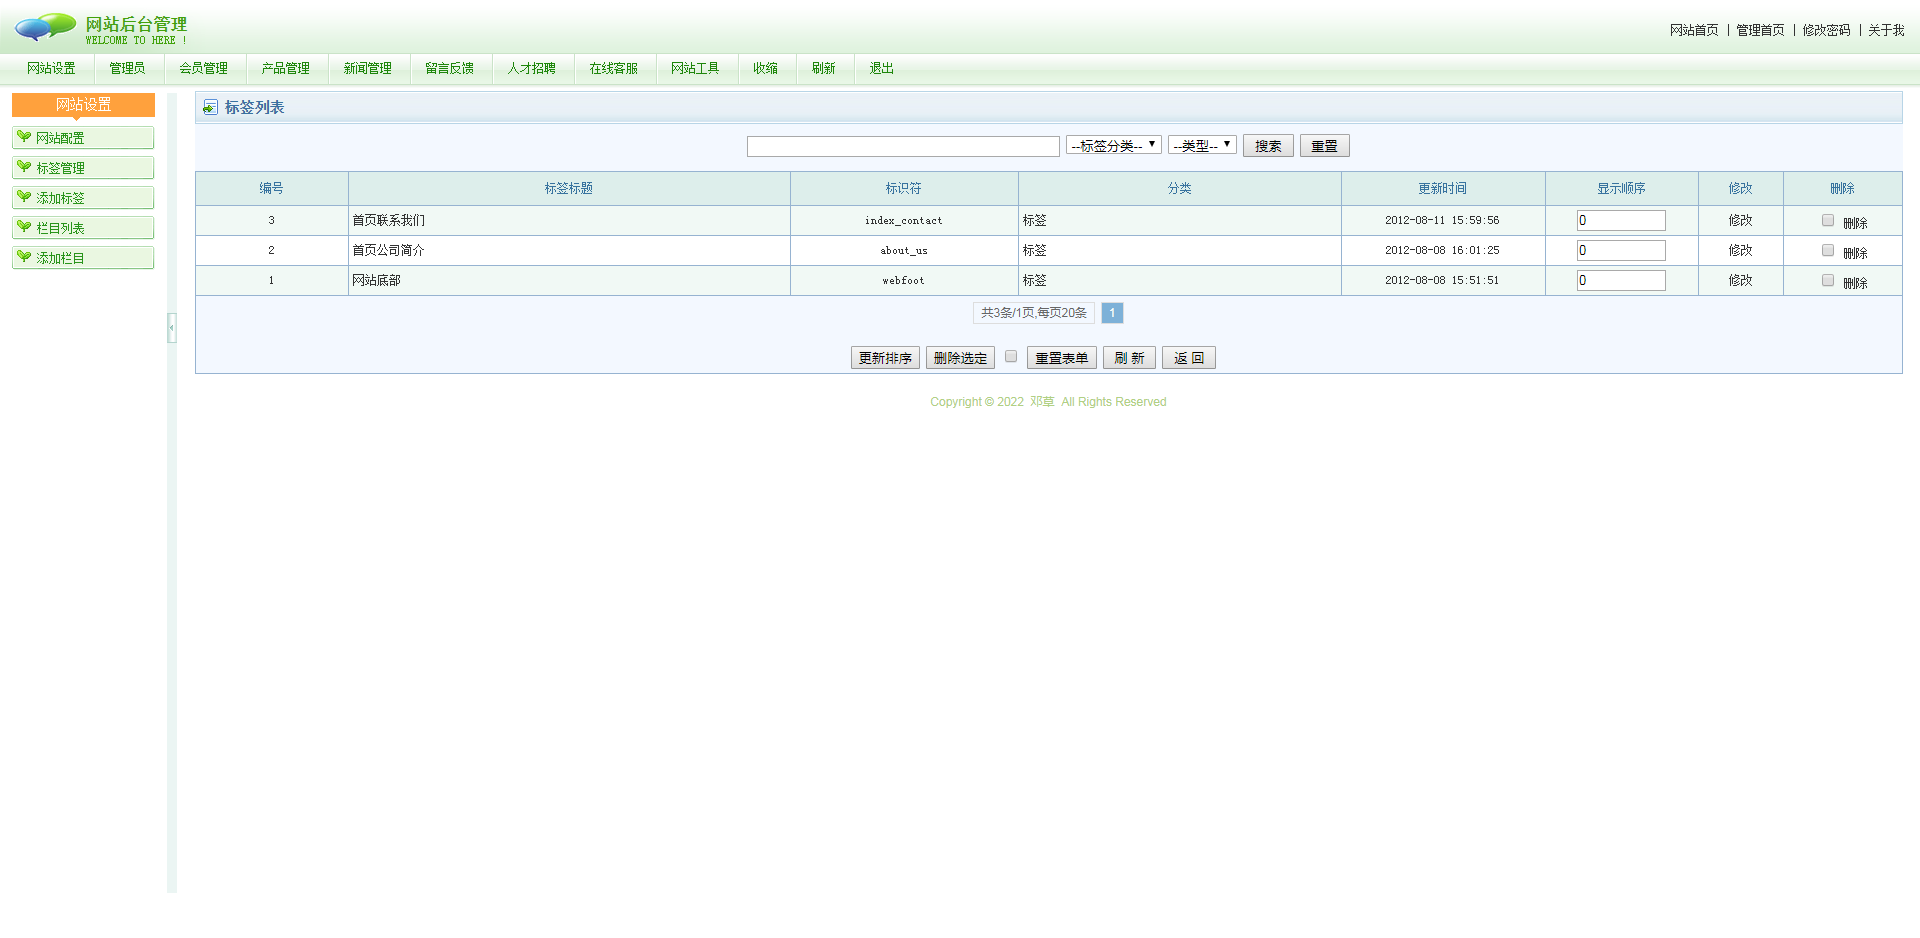 网站后台管理
WELCOME TO HERE !
网站首页 | 管理首页 | 修改密码 | 关于我
网站设置 管理员 会员管理 产品管理 新闻管理 留言反馈 人才招聘 在线客服 网站工具 收缩 刷新 退出
网站设置
网站配置
标签管理
添加标签
栏目列表
添加栏目
标签列表
--标签分类-- --类型-- 搜索 重置
编号 标签标题 标识符 分类 更新时间 显示顺序 修改 删除
3 首页联系我们 index_contact 标签 2012-08-11 15:59:56 0 修改 删除
2 首页公司简介 about_us 标签 2012-08-08 16:01:25 0 修改 删除
1 网站底部 webfoot 标签 2012-08-08 15:51:51 0 修改 删除
共3条/1页,每页20条 1
更新排序 删除选定 重置表单 刷 新 返 回
Copyright © 2022 邓草 All Rights Reserved